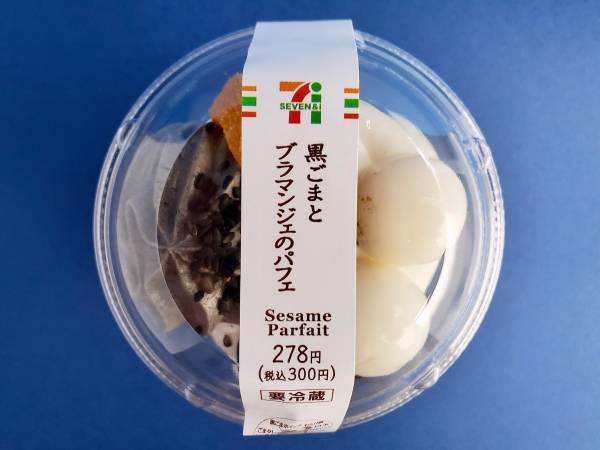 SEVEN&i
黒ごまと
ブラマンジェのパフェ
Sesame
Parfait
278円
(税込300円)
要冷蔵